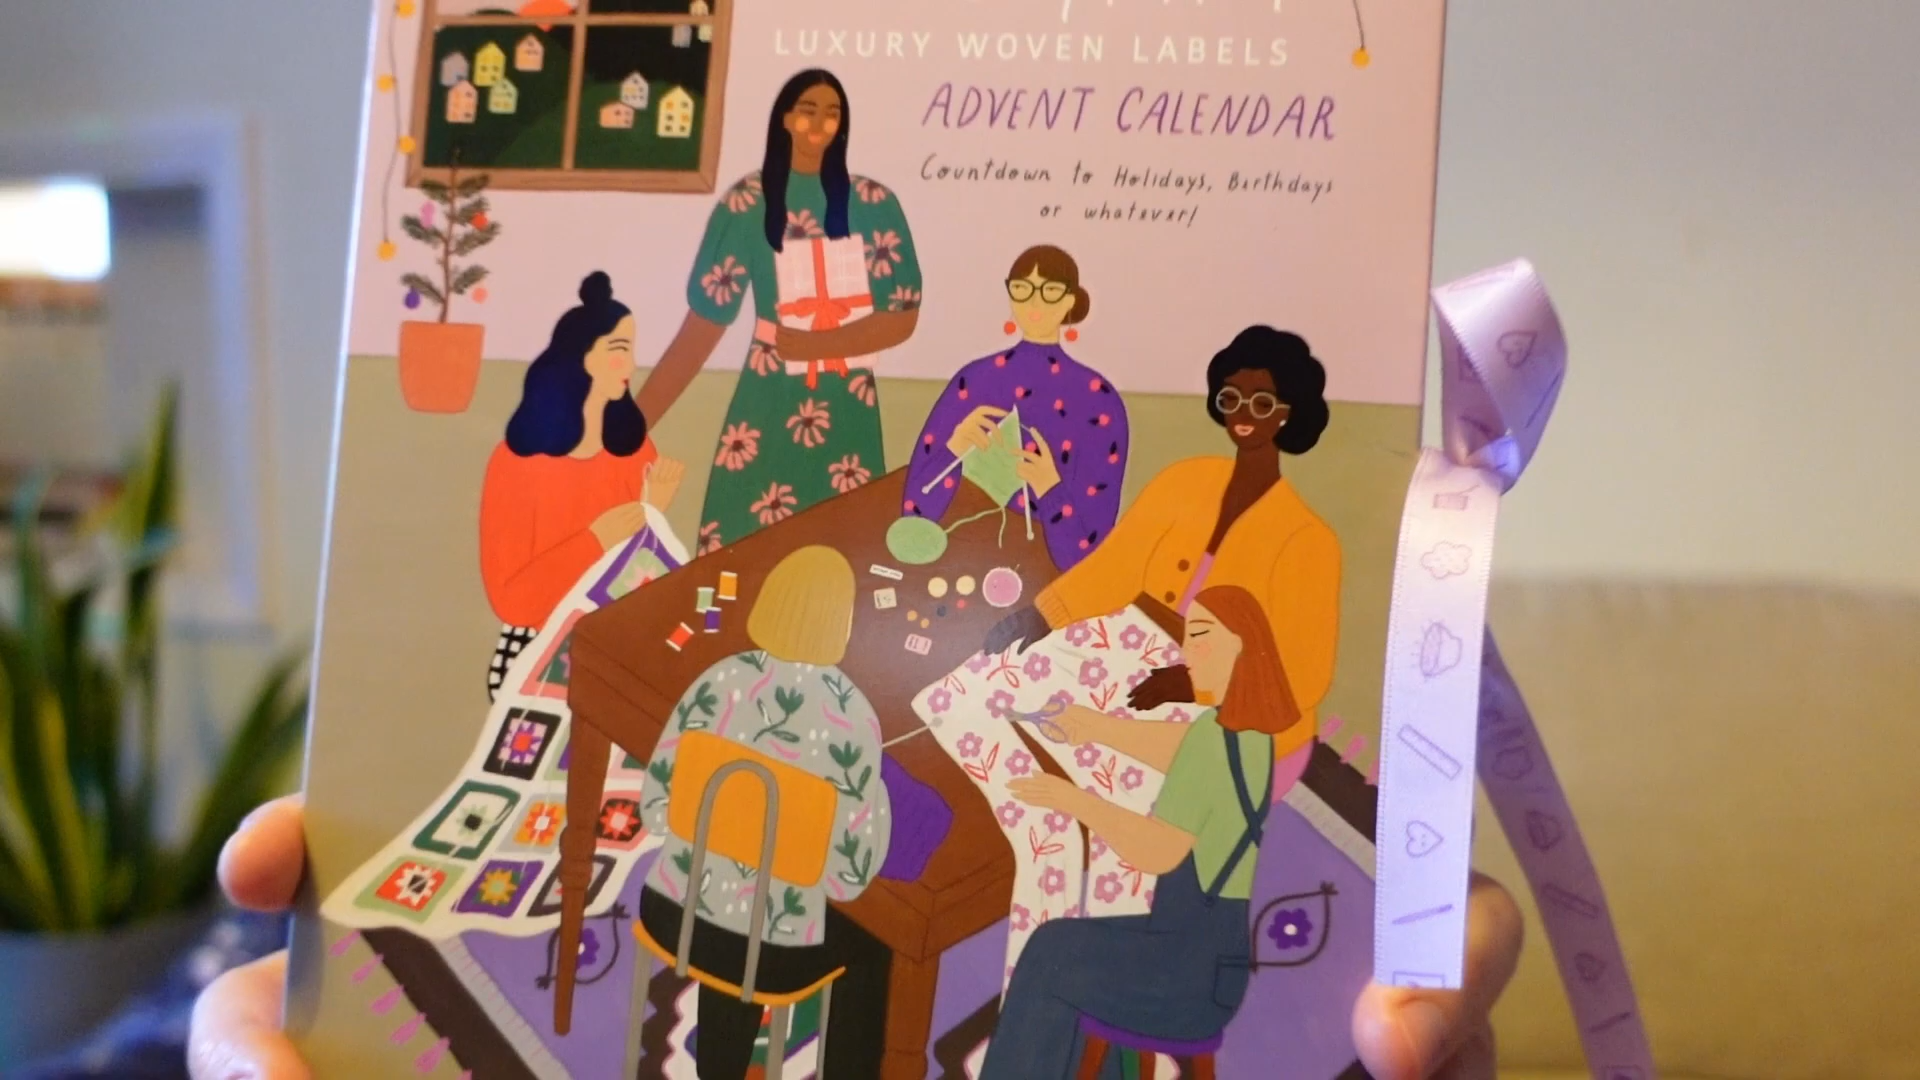 LUXURY WOVEN LABELS
ADVENT CALENDAR
Countdown to Holidays, Birthdays
or whatever!